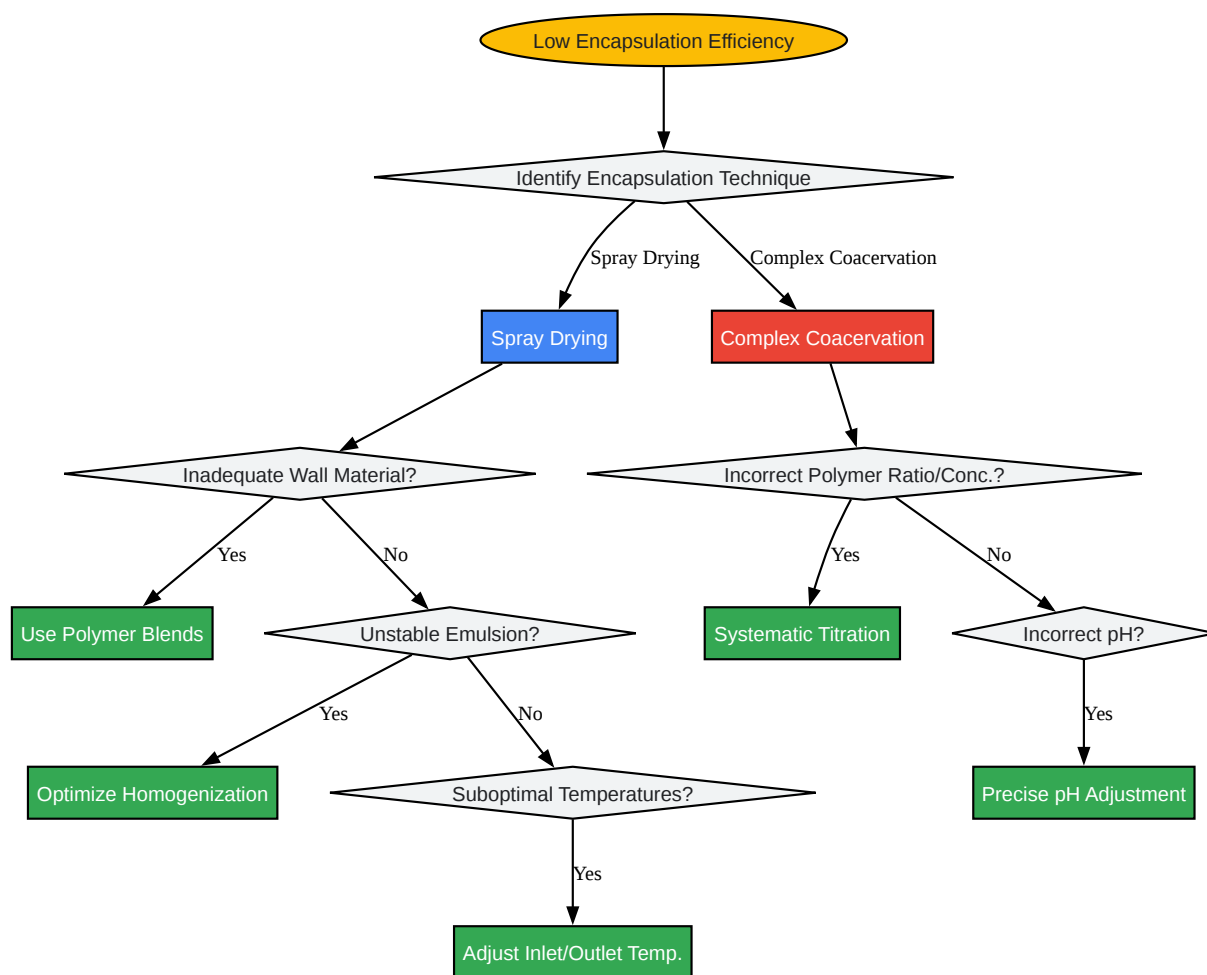 Low Encapsulation Efficiency
Identify Encapsulation Technique
Spray Drying
Complex Coacervation
Spray Drying
Complex Coacervation
Inadequate Wall Material?
Incorrect Polymer Ratio/Conc.?
Yes
No
Yes
No
Use Polymer Blends
Unstable Emulsion?
Systematic Titration
Incorrect pH?
Yes
No
Yes
Optimize Homogenization
Suboptimal Temperatures?
Precise pH Adjustment
Yes
Adjust Inlet/Outlet Temp.